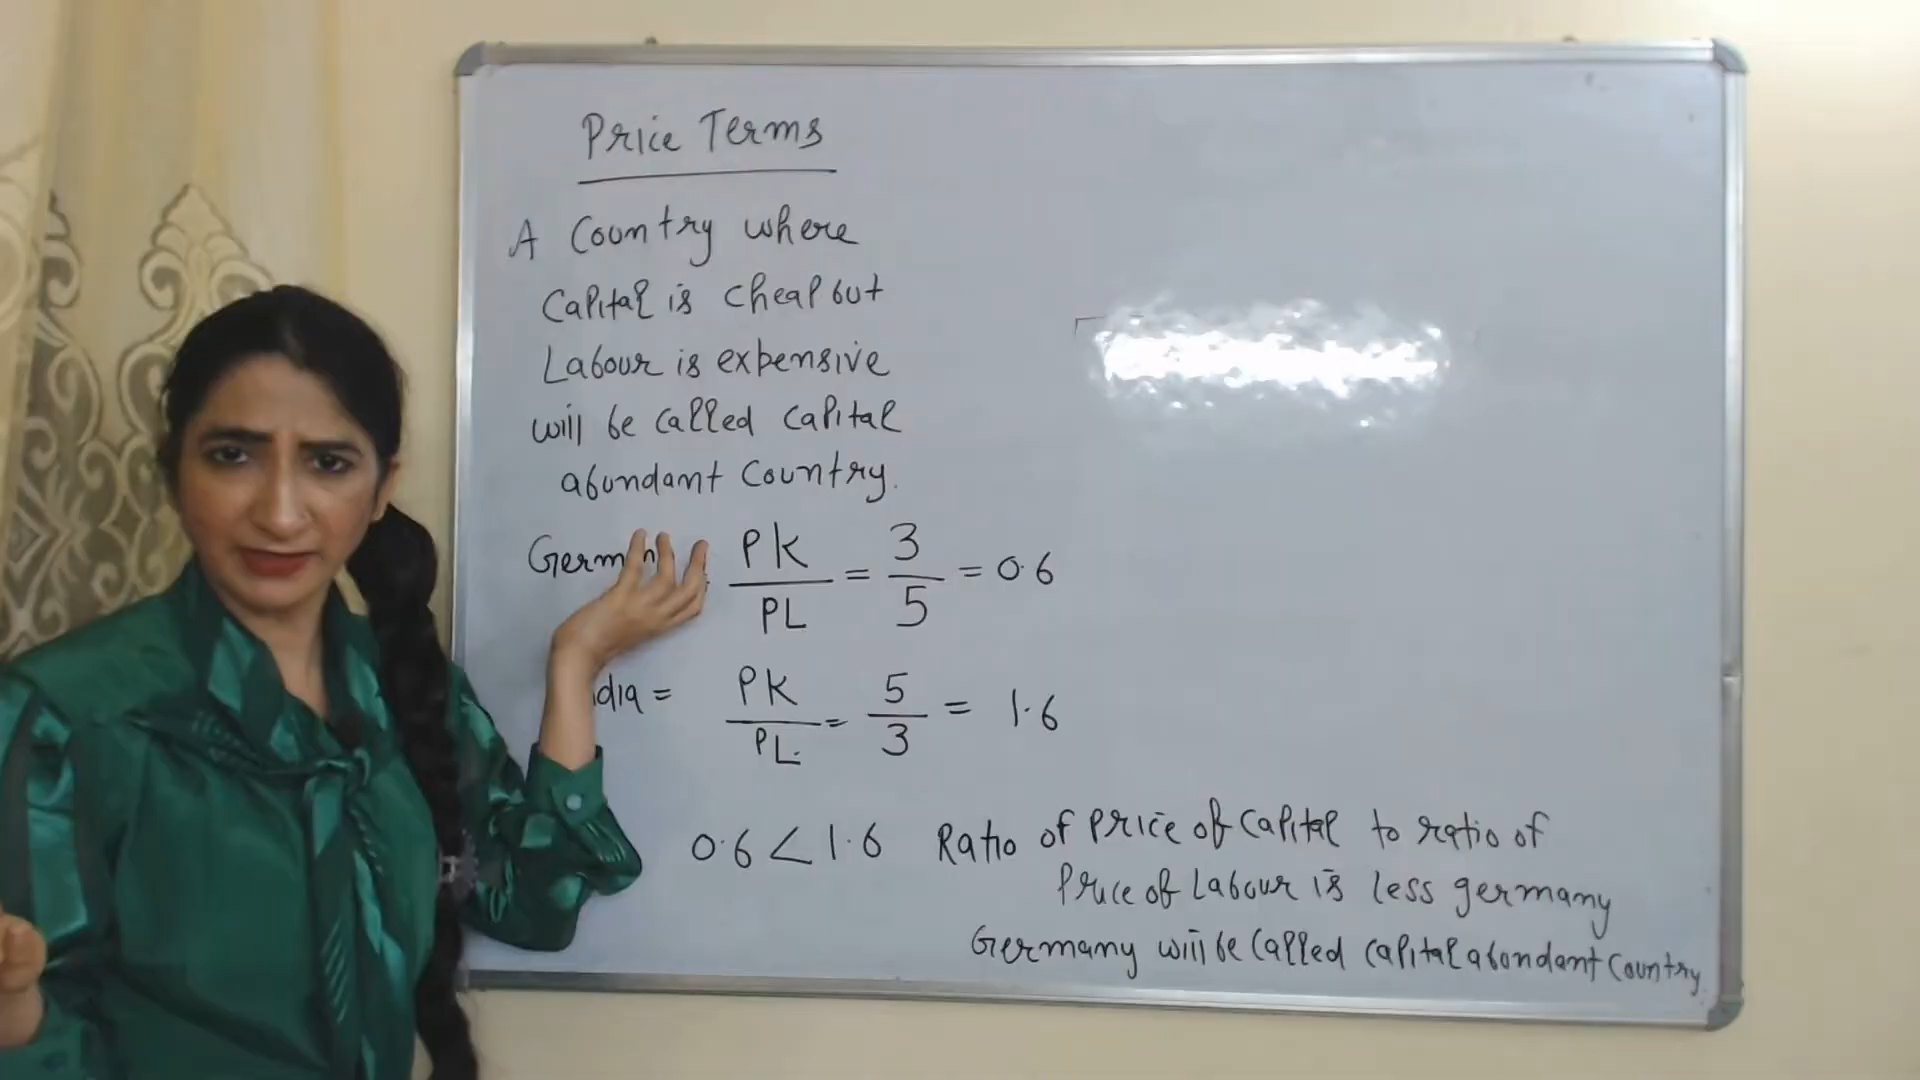 Price Terms
A Country where
Capital is cheap but
Labour is expensive
will be called capital
abundant country.
PK / PL = 3 / 5 = 0.6
= PK / PL = 5 / 3 = 1.6
0.6 < 1.6 Ratio of price of capital to ratio of
Price of Labour is less germany
Germany will be called capital abundant country